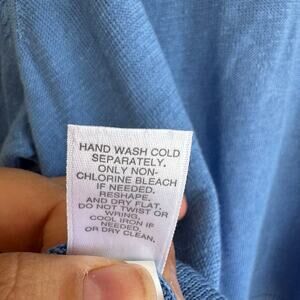 HAND WASH COLD
SEPARATELY.
ONLY NON-
CHLORINE BLEACH
IF NEEDED.
RESHAPE,
AND DRY FLAT.
DO NOT TWIST OR
WRING.
COOL IRON IF
NEEDED,
OR DRY CLEAN.